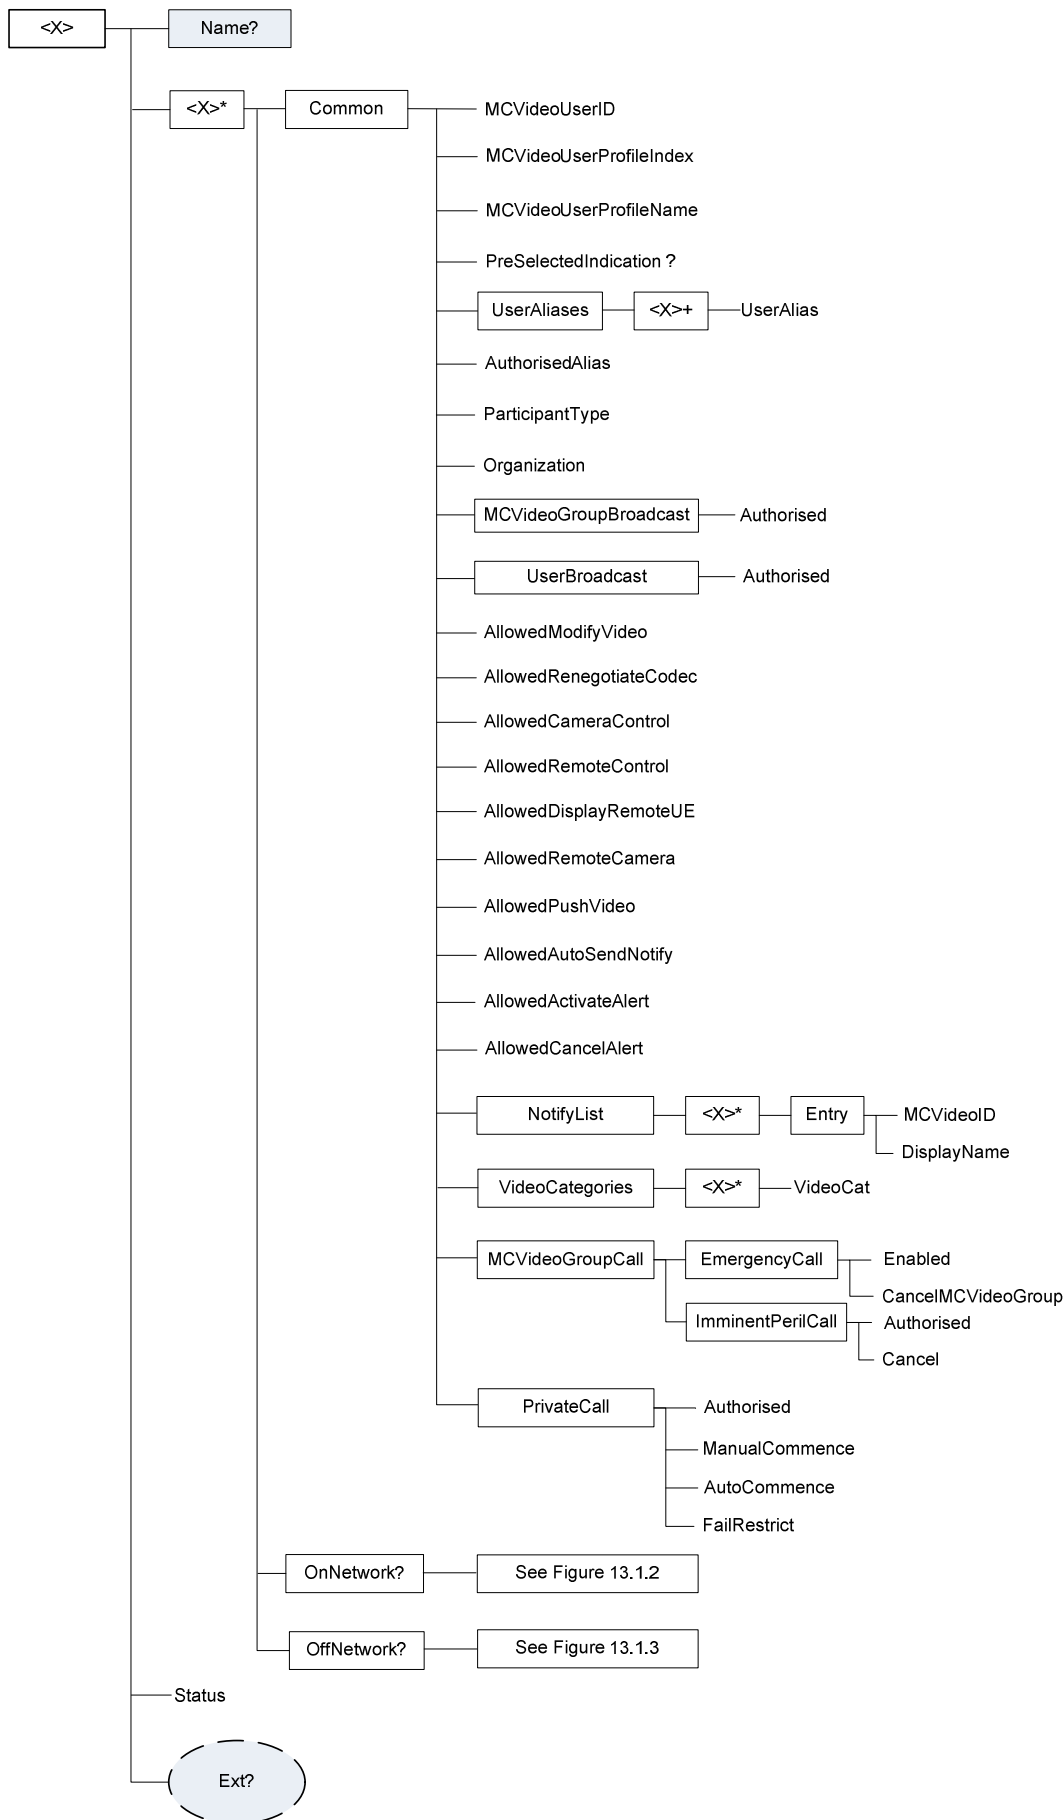 <X>
Name?
<X>*
Common
MCVideoUserID
MCVideoUserProfileIndex
MCVideoUserProfileName
PreSelectedIndication ?
UserAliases
<X>+
UserAlias
AuthorisedAlias
ParticipantType
Organization
MCVideoGroupBroadcast
Authorised
UserBroadcast
Authorised
AllowedModifyVideo
AllowedRenegotiateCodec
AllowedCameraControl
AllowedRemoteControl
AllowedDisplayRemoteUE
AllowedRemoteCamera
AllowedPushVideo
AllowedAutoSendNotify
AllowedActivateAlert
AllowedCancelAlert
NotifyList
<X>*
Entry
MCVideoID
DisplayName
VideoCategories
<X>*
VideoCat
MCVideoGroupCall
EmergencyCall
Enabled
CancelMCVideoGroup
ImminentPerilCall
Authorised
Cancel
PrivateCall
Authorised
ManualCommence
AutoCommence
FailRestrict
OnNetwork?
See Figure 13.1.2
OffNetwork?
See Figure 13.1.3
Status
Ext?